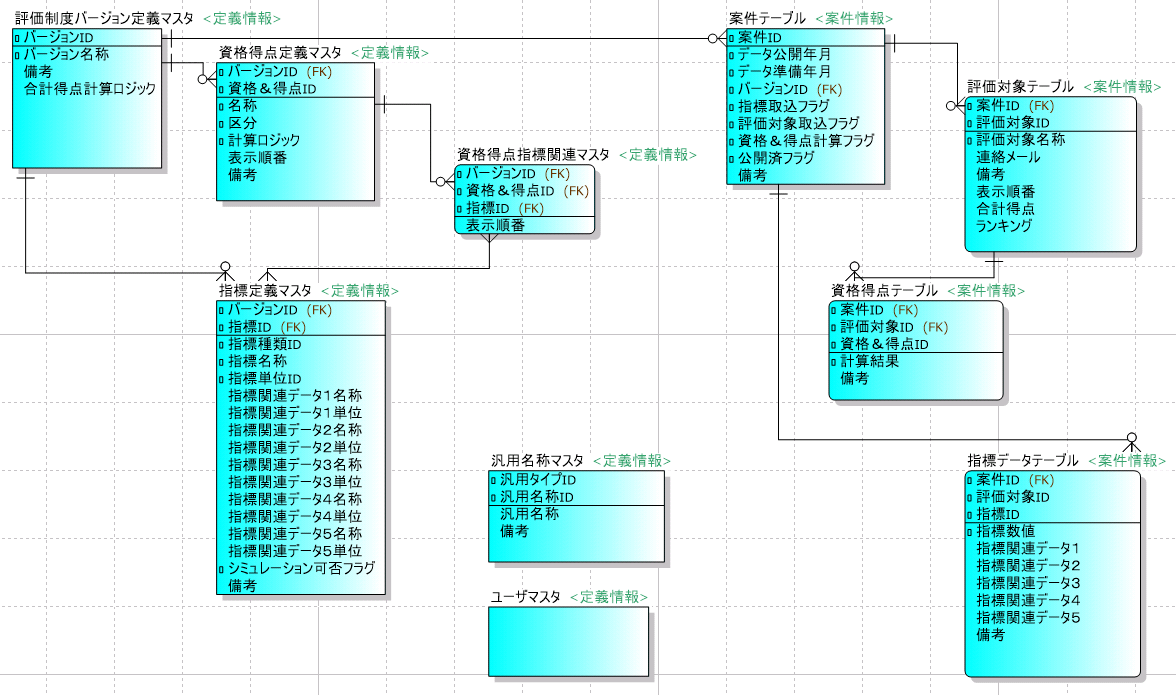 評価制度バージョン定義マスタ <定義情報>
バージョンID
バージョン名称
備考
合計得点計算ロジック
資格得点定義マスタ <定義情報>
バージョンID (FK)
資格&得点ID
名称
区分
計算ロジック
表示順番
備考
資格得点指標関連マスタ <定義情報>
バージョンID (FK)
資格&得点ID (FK)
指標ID (FK)
表示順番
指標定義マスタ <定義情報>
バージョンID (FK)
指標ID (FK)
指標種類ID
指標名称
指標単位ID
指標関連データ1名称
指標関連データ1単位
指標関連データ2名称
指標関連データ2単位
指標関連データ3名称
指標関連データ3単位
指標関連データ4名称
指標関連データ4単位
指標関連データ5名称
指標関連データ5単位
シミュレーション可否フラグ
備考
汎用名称マスタ <定義情報>
汎用タイプID
汎用名称ID
汎用名称
備考
ユーザマスタ <定義情報>
案件テーブル <案件情報>
案件ID
データ公開年月
データ準備年月
バージョンID (FK)
指標取込フラグ
評価対象取込フラグ
資格&得点計算フラグ
公開済フラグ
備考
評価対象テーブル <案件情報>
案件ID (FK)
評価対象ID
評価対象名称
連絡メール
備考
表示順番
合計得点
ランキング
資格得点テーブル <案件情報>
案件ID (FK)
評価対象ID (FK)
資格&得点ID
計算結果
備考
指標データテーブル <案件情報>
案件ID (FK)
評価対象ID
指標ID
指標数値
指標関連データ1
指標関連データ2
指標関連データ3
指標関連データ4
指標関連データ5
備考